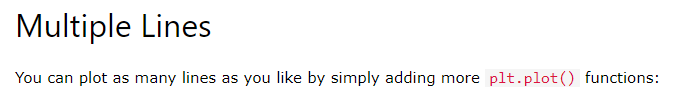 Multiple Lines
You can plot as many lines as you like by simply adding more plt.plot() functions: